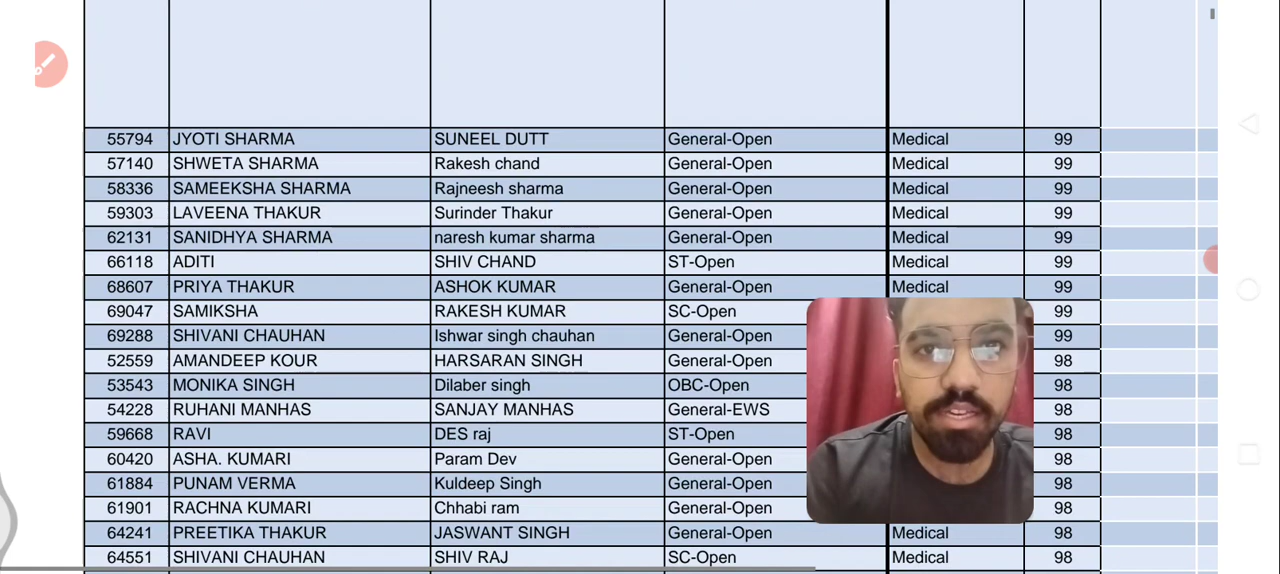 55794 JYOTI SHARMA SUNEEL DUTT General-Open Medical 99
57140 SHWETA SHARMA Rakesh chand General-Open Medical 99
58336 SAMEEKSHA SHARMA Rajneesh sharma General-Open Medical 99
59303 LAVEENA THAKUR Surinder Thakur General-Open Medical 99
62131 SANIDHYA SHARMA naresh kumar sharma General-Open Medical 99
66118 ADITI SHIV CHAND ST-Open Medical 99
68607 PRIYA THAKUR ASHOK KUMAR General-Open Medical 99
69047 SAMIKSHA RAKESH KUMAR SC-Open 99
69288 SHIVANI CHAUHAN Ishwar singh chauhan General-Open 99
52559 AMANDEEP KOUR HARSARAN SINGH General-Open 98
53543 MONIKA SINGH Dilaber singh OBC-Open 98
54228 RUHANI MANHAS SANJAY MANHAS General-EWS 98
59668 RAVI DES raj ST-Open 98
60420 ASHA. KUMARI Param Dev General-Open 98
61884 PUNAM VERMA Kuldeep Singh General-Open 98
61901 RACHNA KUMARI Chhabi ram General-Open 98
64241 PREETIKA THAKUR JASWANT SINGH General-Open Medical 98
64551 SHIVANI CHAUHAN SHIV RAJ SC-Open Medical 98